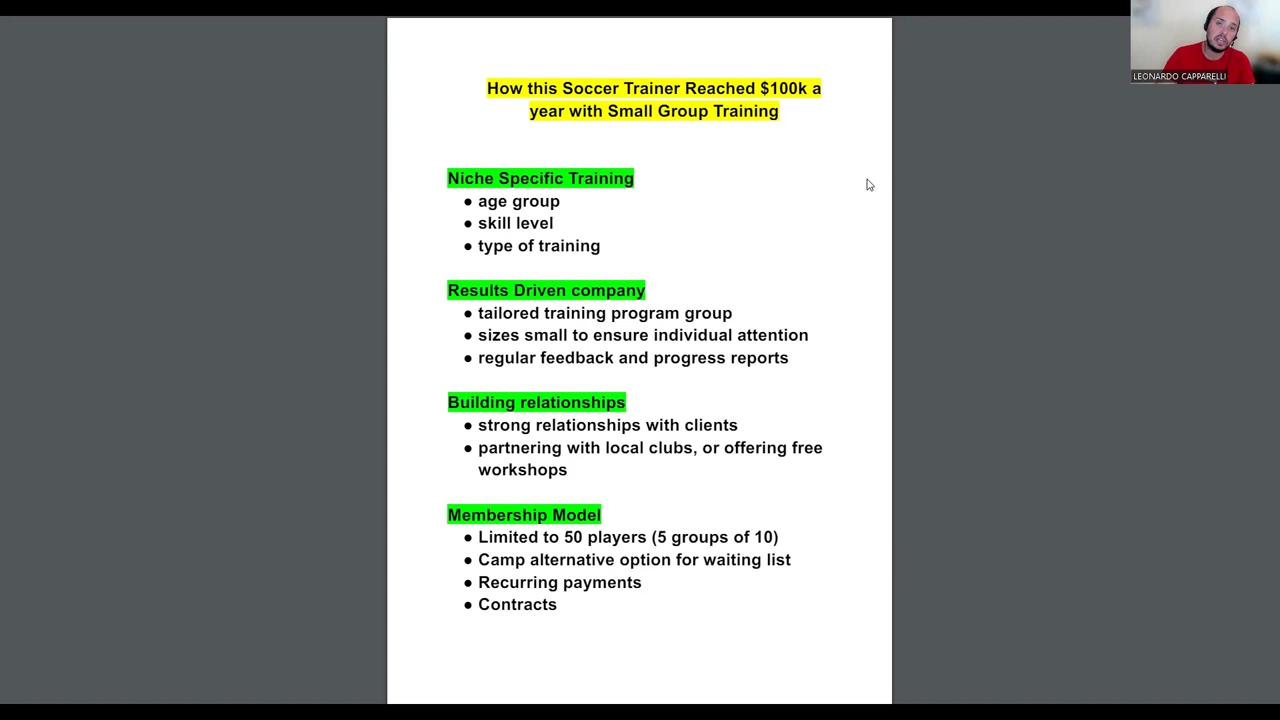 How this Soccer Trainer Reached $100k a
year with Small Group Training
Niche Specific Training
● age group
● skill level
● type of training
Results Driven company
● tailored training program group
● sizes small to ensure individual attention
● regular feedback and progress reports
Building relationships
● strong relationships with clients
● partnering with local clubs, or offering free
workshops
Membership Model
● Limited to 50 players (5 groups of 10)
● Camp alternative option for waiting list
● Recurring payments
● Contracts
LEONARDO CAPPARELLI